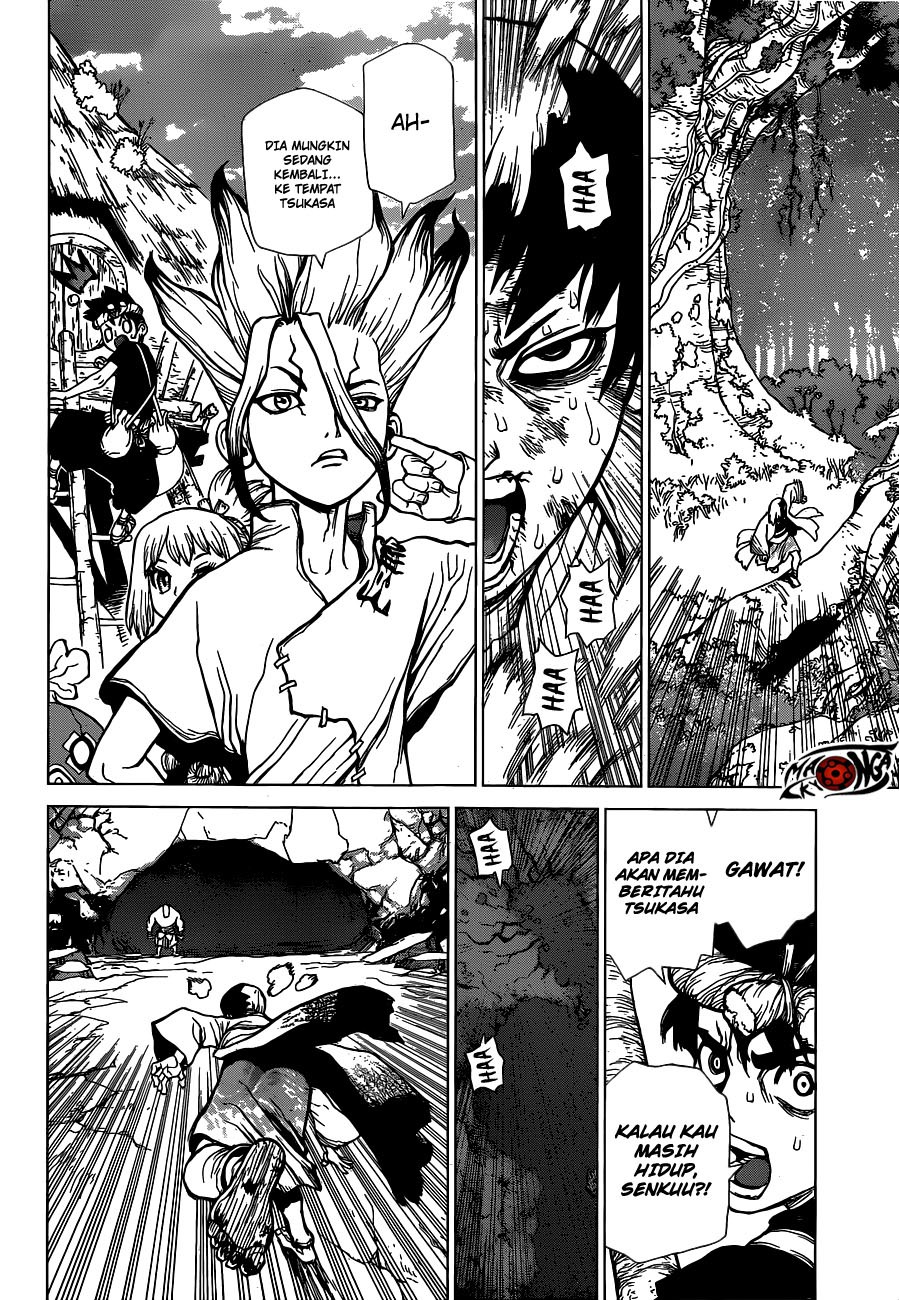 HAA
HAA
HAA
AH-
DIA MUNGKIN
SEDANG
KEMBALI...
KE TEMPAT
TSUKASA
MANGACK
GAWAT!
APA DIA
AKAN MEM-
BERITAHU
TSUKASA
KALAU KAU
MASIH
HIDUP,
SENKUU?!
HAA
HAA